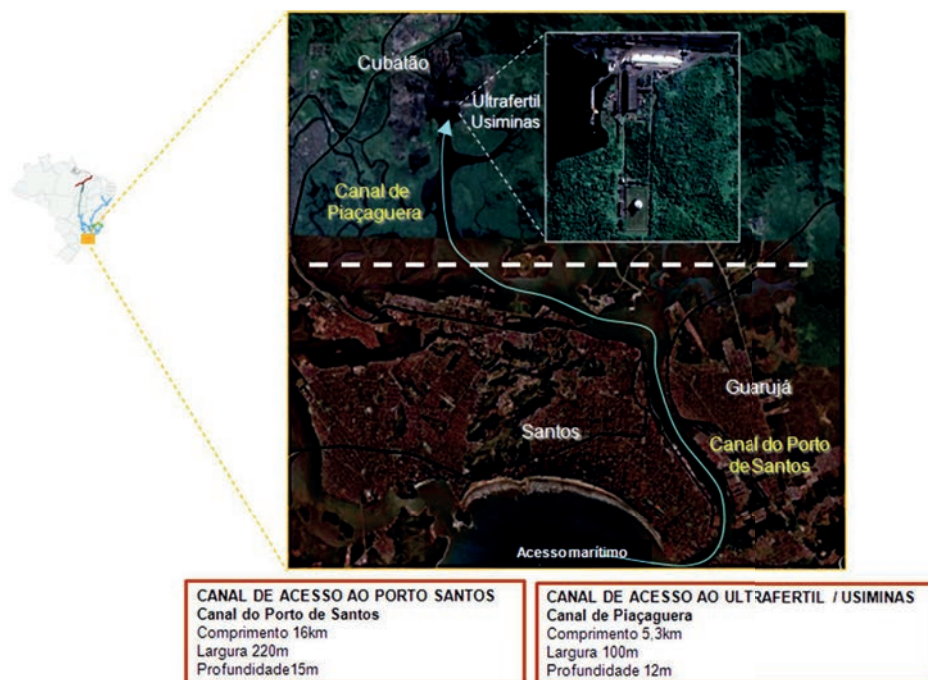 Cubatão
Ultrafertil
Usiminas
Canal de
Piaçaguera
Guarujá
Santos
Canal do Porto
de Santos
Acesso marítimo
CANAL DE ACESSO AO PORTO SANTOS
Canal do Porto de Santos
Comprimento 16km
Largura 220m
Profundidade15m
CANAL DE ACESSO AO ULTRAFERTIL / USIMINAS
Canal de Piaçaguera
Comprimento 5,3km
Largura 100m
Profundidade 12m